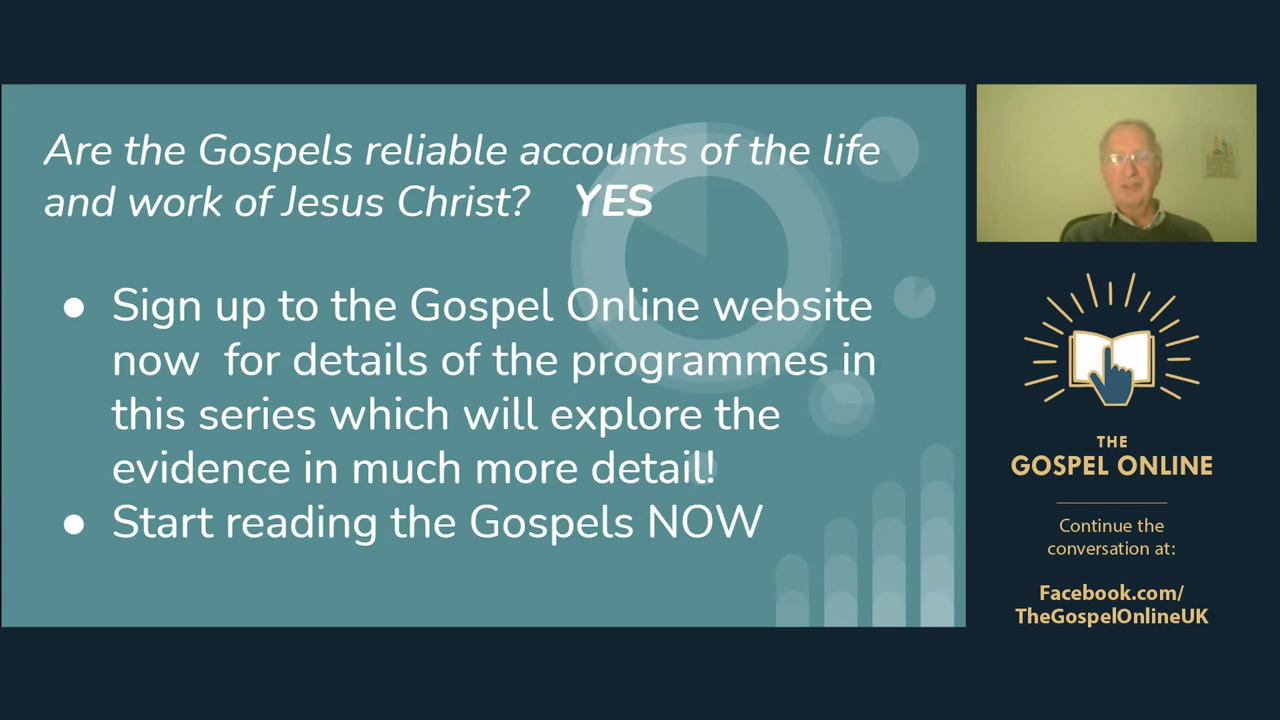 Are the Gospels reliable accounts of the life
and work of Jesus Christ? YES
● Sign up to the Gospel Online website
now for details of the programmes in
this series which will explore the
evidence in much more detail!
● Start reading the Gospels NOW
THE
GOSPEL ONLINE
Continue the
conversation at:
Facebook.com/
TheGospelOnlineUK